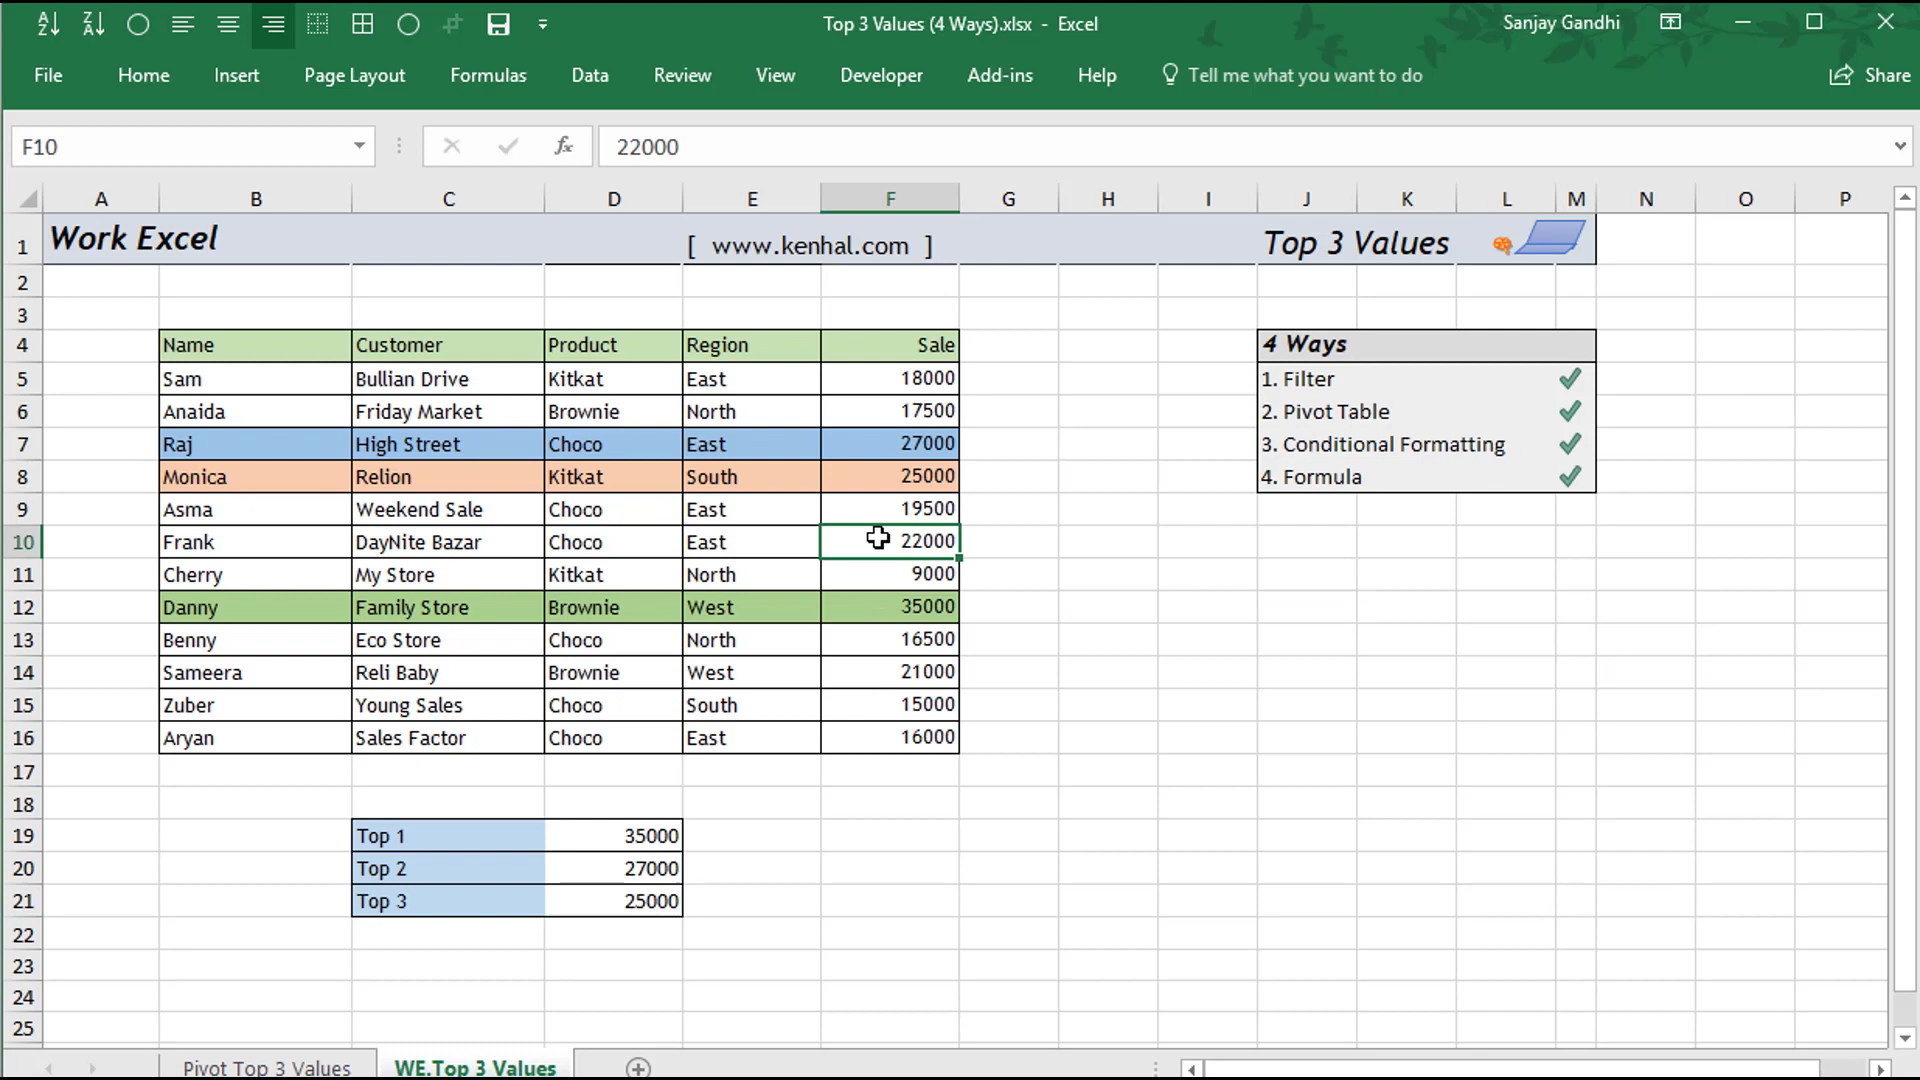 Top 3 Values (4 Ways).xlsx - Excel
Sanjay Gandhi
File Home Insert Page Layout Formulas Data Review View Developer Add-ins Help Tell me what you want to do Share
F10 fx 22000
A B C D E F G H I J K L M N O P
1 Work Excel [ www.kenhal.com ] Top 3 Values
2
3
4 Name Customer Product Region Sale 4 Ways
5 Sam Bullian Drive Kitkat East 18000 1. Filter
6 Anaida Friday Market Brownie North 17500 2. Pivot Table
7 Raj High Street Choco East 27000 3. Conditional Formatting
8 Monica Relion Kitkat South 25000 4. Formula
9 Asma Weekend Sale Choco East 19500
10 Frank DayNite Bazar Choco East 22000
11 Cherry My Store Kitkat North 9000
12 Danny Family Store Brownie West 35000
13 Benny Eco Store Choco North 16500
14 Sameera Reli Baby Brownie West 21000
15 Zuber Young Sales Choco South 15000
16 Aryan Sales Factor Choco East 16000
17
18
19 Top 1 35000
20 Top 2 27000
21 Top 3 25000
22
23
24
25
Pivot Top 3 Values WE.Top 3 Values